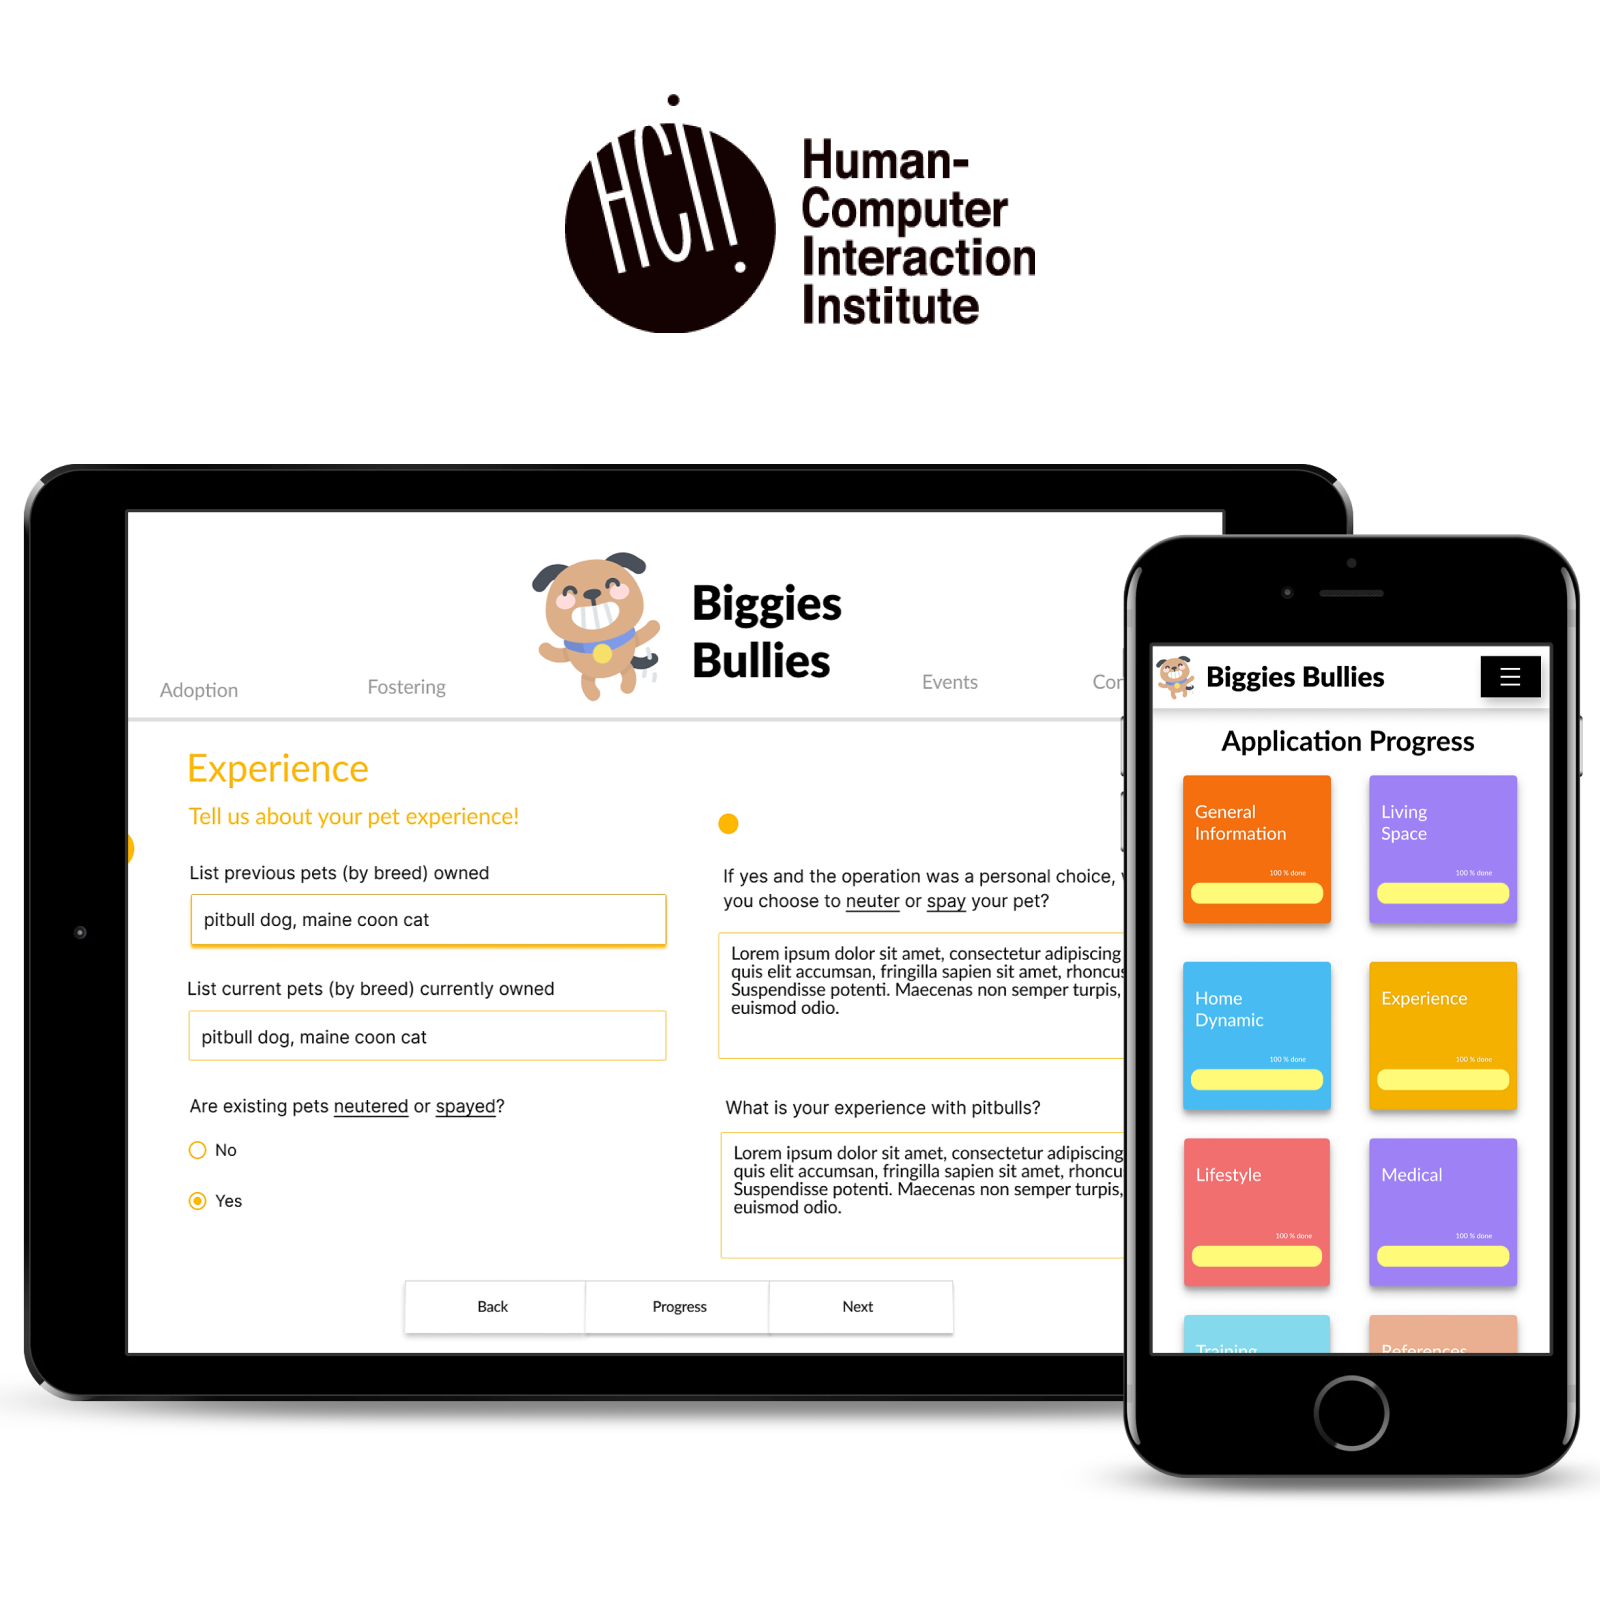 HCII!
Human-
Computer
Interaction
Institute
Biggies
Bullies
Adoption
Fostering
Events
Experience
Tell us about your pet experience!
List previous pets (by breed) owned
pitbull dog, maine coon cat
List current pets (by breed) currently owned
pitbull dog, maine coon cat
Are existing pets neutered or spayed?
No
Yes
If yes and the operation was a personal choice,
you choose to neuter or spay your pet?
Lorem ipsum dolor sit amet, consectetur adipiscing
quis elit accumsan, fringilla sapien sit amet, rhoncus
Suspendisse potenti. Maecenas non semper turpis,
euismod odio.
What is your experience with pitbulls?
Lorem ipsum dolor sit amet, consectetur adipiscing
quis elit accumsan, fringilla sapien sit amet, rhoncu
Suspendisse potenti. Maecenas non semper turpis,
euismod odio.
Back
Progress
Next
Biggies Bullies
Application Progress
General
Information
100 % done
Living
Space
100 % done
Home
Dynamic
100 % done
Experience
100 % done
Lifestyle
100 % done
Medical
100 % done
Training
References